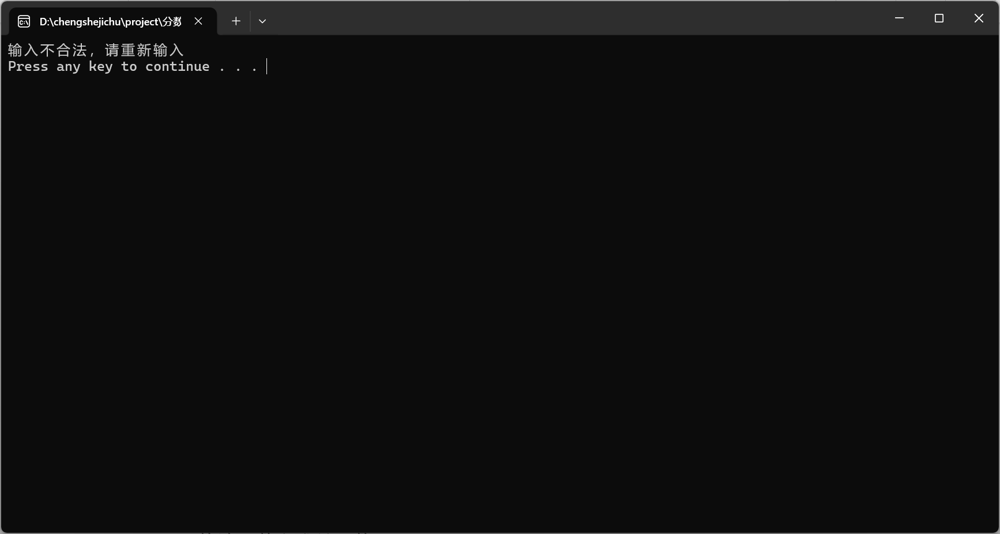 D:\chengshejichu\project\分数
输入不合法，请重新输入
Press any key to continue . . .